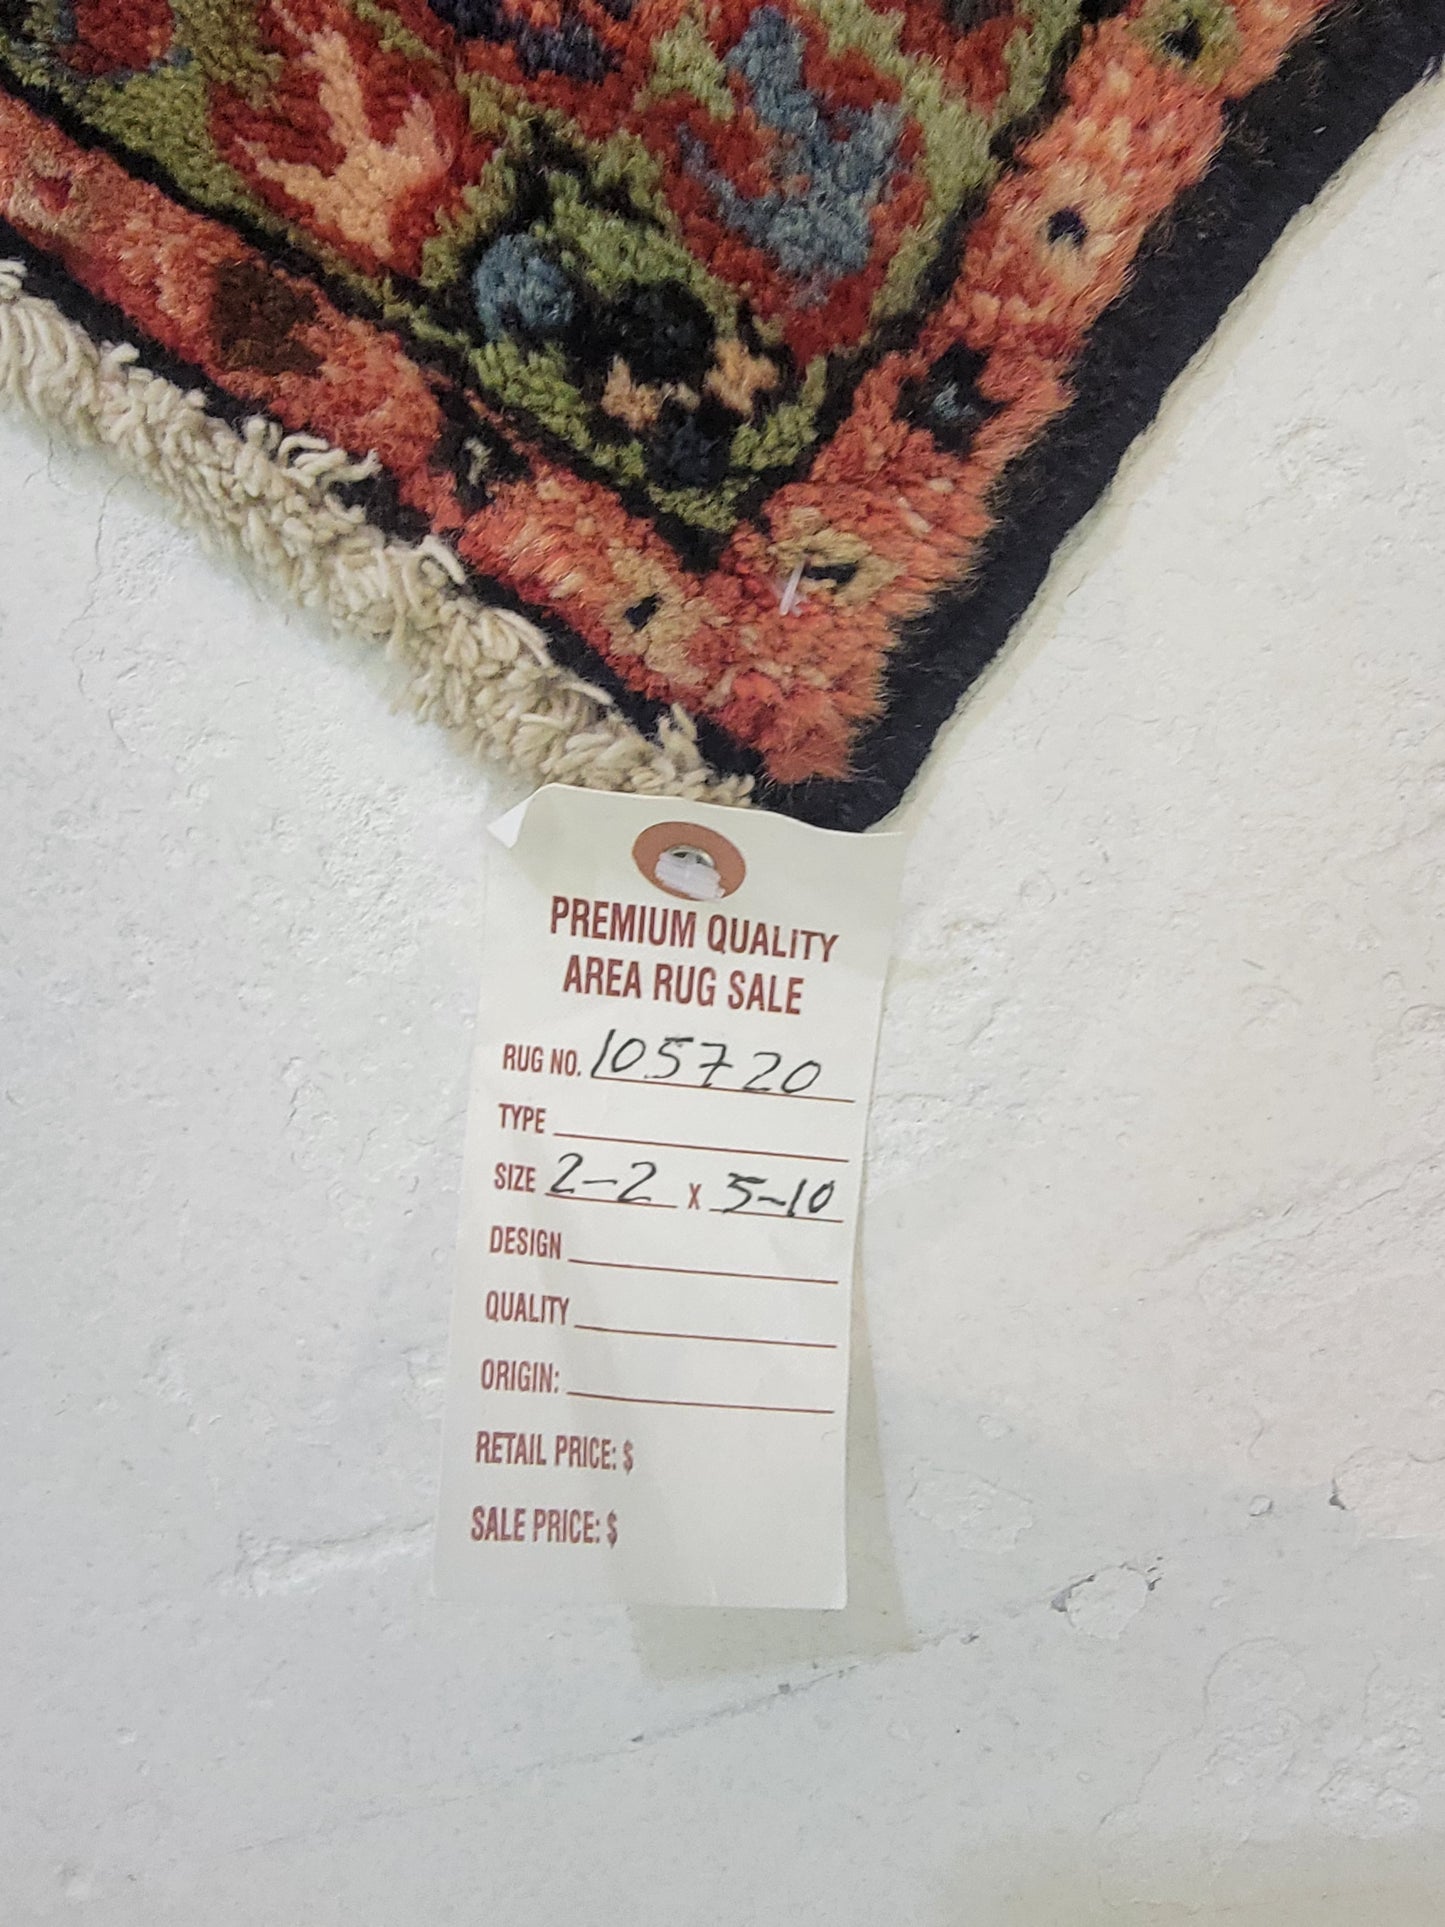 PREMIUM QUALITY
AREA RUG SALE
RUG NO. 105720
TYPE
SIZE 2-2 X 5-10
DESIGN
QUALITY
ORIGIN:
RETAIL PRICE: $
SALE PRICE: $